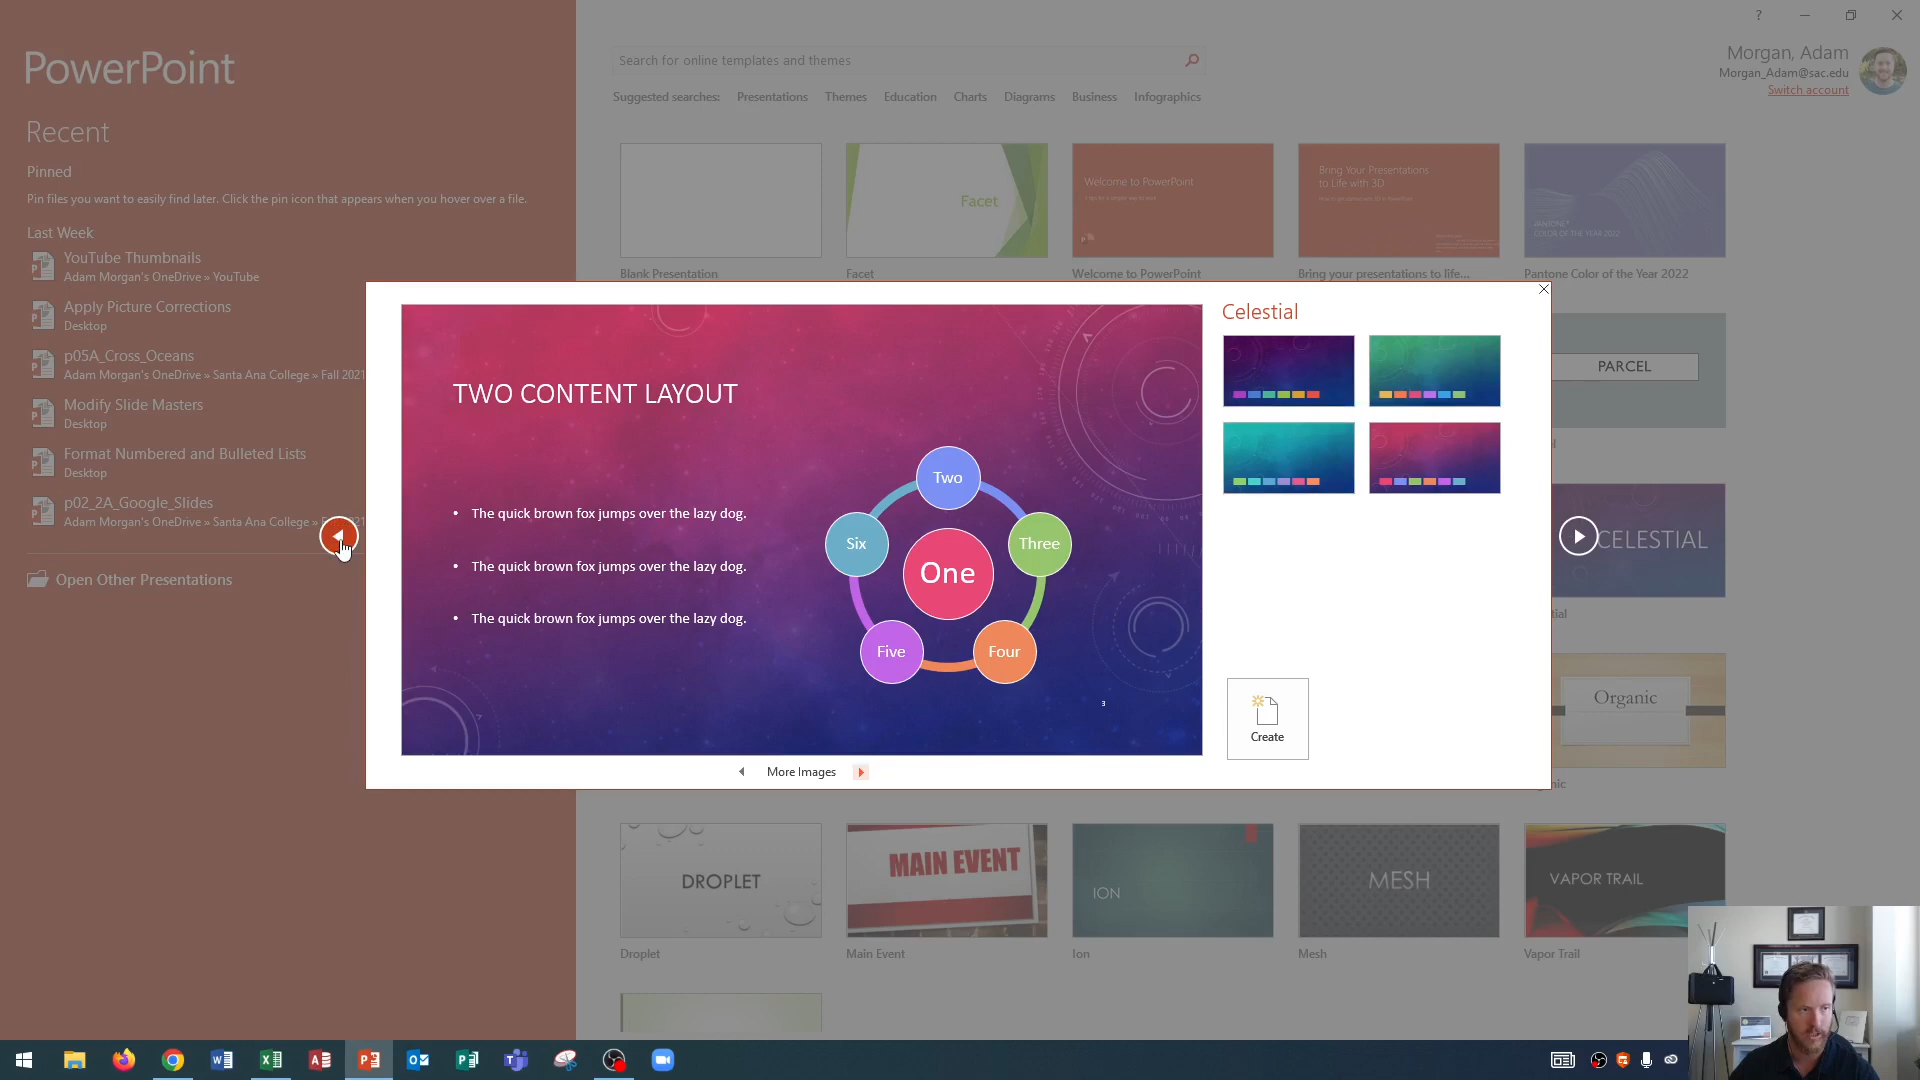 PowerPoint
Recent
Pinned
Pin files you want to easily find later. Click the pin icon that appears when you hover over a file.
Last Week
YouTube Thumbnails
Adam Morgan's OneDrive » YouTube
Apply Picture Corrections
Desktop
p05A_Cross_Oceans
Adam Morgan's OneDrive » Santa Ana College » Fall 2021
Modify Slide Masters
Desktop
Format Numbered and Bulleted Lists
Desktop
p02_2A_Google_Slides
Adam Morgan's OneDrive » Santa Ana College »
Open Other Presentations
Search for online templates and themes
Suggested searches: Presentations Themes Education Charts Diagrams Business Infographics
?
Morgan, Adam
Morgan_Adam@sac.edu
Switch account
Facet
Welcome to PowerPoint
Bring Your Presentations
to Life with 3D
PANTONE
COLOR OF THE YEAR 2022
Blank Presentation
Facet
Welcome to PowerPoint
Bring your presentations to life...
Pantone Color of the Year 2022
TWO CONTENT LAYOUT
• The quick brown fox jumps over the lazy dog.
• The quick brown fox jumps over the lazy dog.
• The quick brown fox jumps over the lazy dog.
Two
Six
Three
One
Five
Four
3
More Images
Celestial
Create
PARCEL
CELESTIAL
Organic
DROPLET
MAIN EVENT
ION
MESH
VAPOR TRAIL
Droplet
Main Event
Ion
Mesh
Vapor Trail